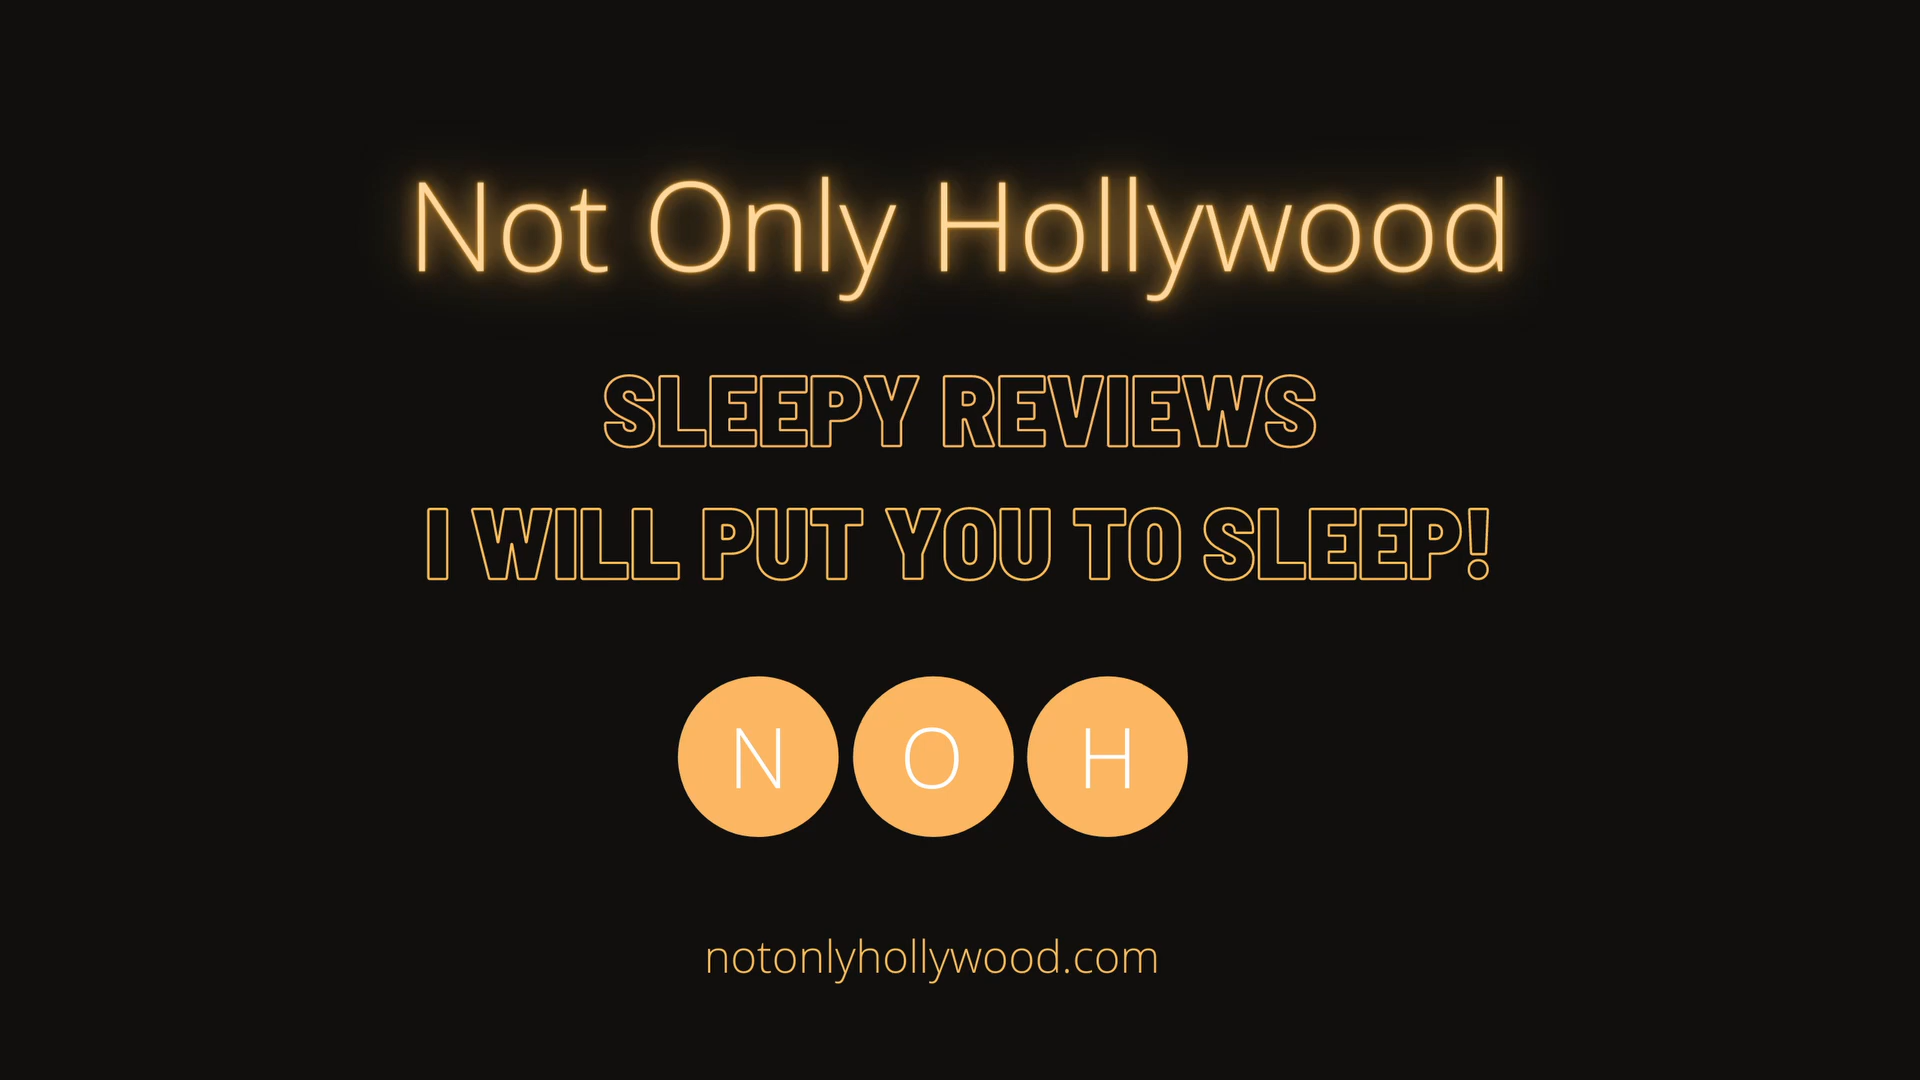 Not Only Hollywood
SLEEPY REVIEWS
I WILL PUT YOU TO SLEEP!
N O H
notonlyhollywood.com